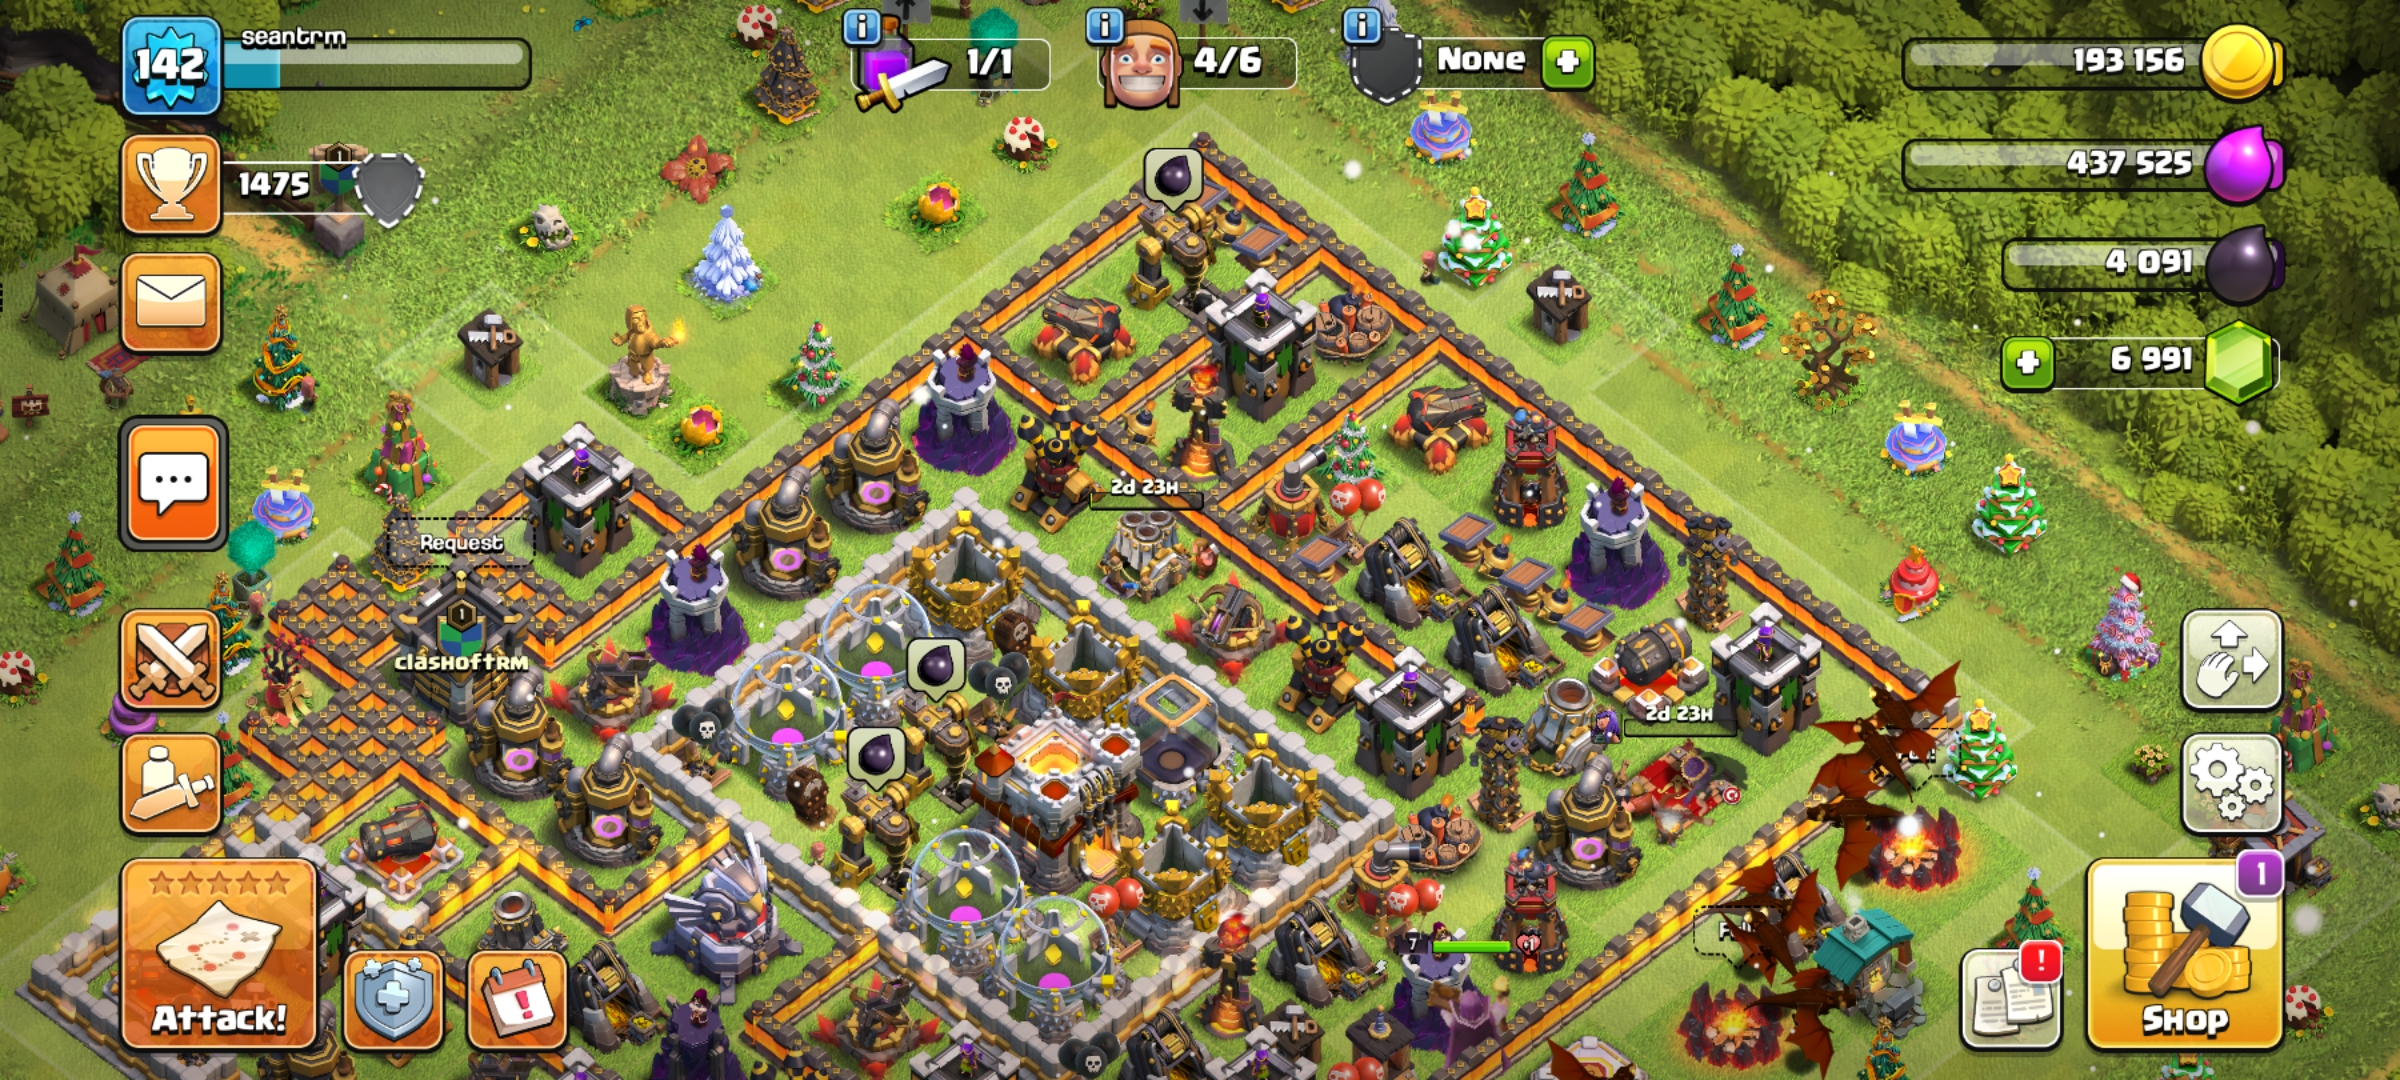 142
seantrm
1/1
4/6
None
193 156
1475
437 525
4 091
6 991
2d 23h
Request
clashoftRM
2d 23h
7
+1
1
Attack!
Shop